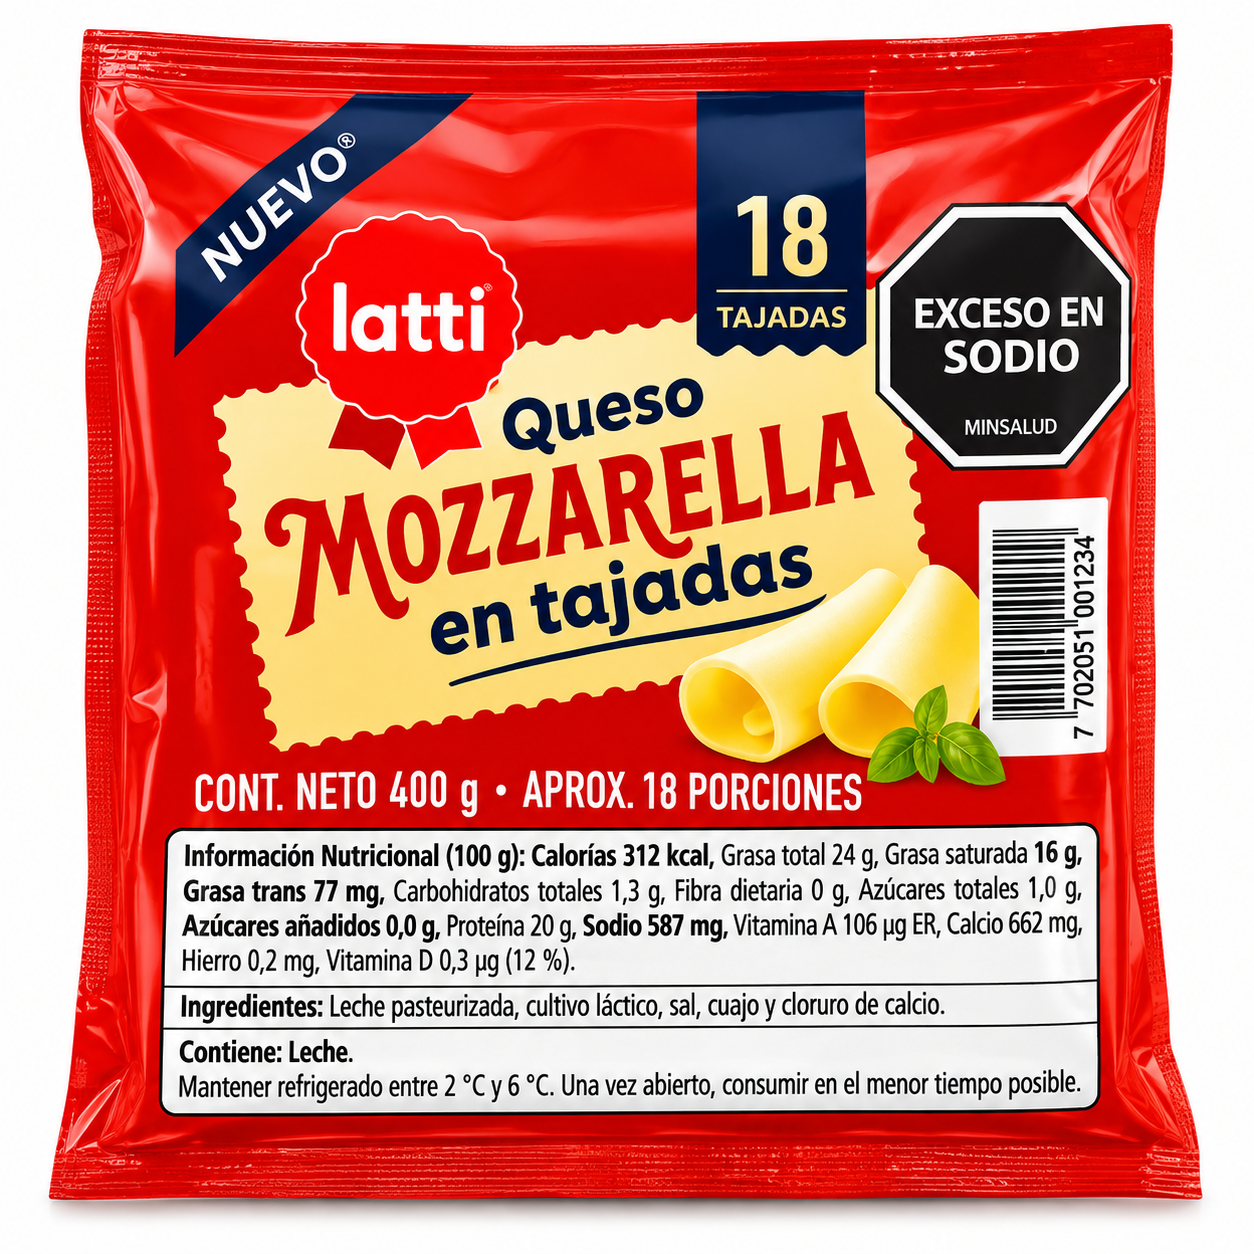 NUEVO®
latti®
18
TAJADAS
EXCESO EN
SODIO
MINSALUD
Queso
MOZZARELLA
en tajadas
7 702051 001234
CONT. NETO 400 g • APROX. 18 PORCIONES
Información Nutricional (100 g): Calorías 312 kcal, Grasa total 24 g, Grasa saturada 16 g,
Grasa trans 77 mg, Carbohidratos totales 1,3 g, Fibra dietaria 0 g, Azúcares totales 1,0 g,
Azúcares añadidos 0,0 g, Proteína 20 g, Sodio 587 mg, Vitamina A 106 µg ER, Calcio 662 mg,
Hierro 0,2 mg, Vitamina D 0,3 µg (12 %).
Ingredientes: Leche pasteurizada, cultivo láctico, sal, cuajo y cloruro de calcio.
Contiene: Leche.
Mantener refrigerado entre 2 °C y 6 °C. Una vez abierto, consumir en el menor tiempo posible.